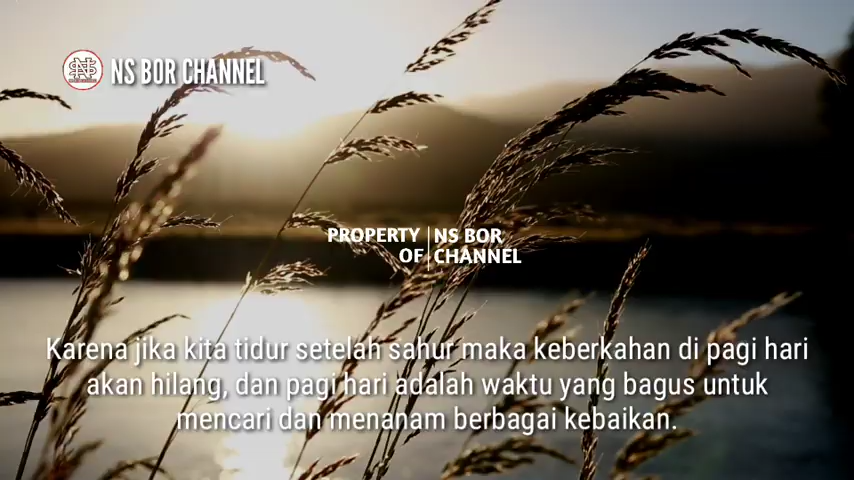 NS BOR CHANNEL
PROPERTY OF
NS BOR CHANNEL
Karena jika kita tidur setelah sahur maka keberkahan di pagi hari
akan hilang, dan pagi hari adalah waktu yang bagus untuk
mencari dan menanam berbagai kebaikan.